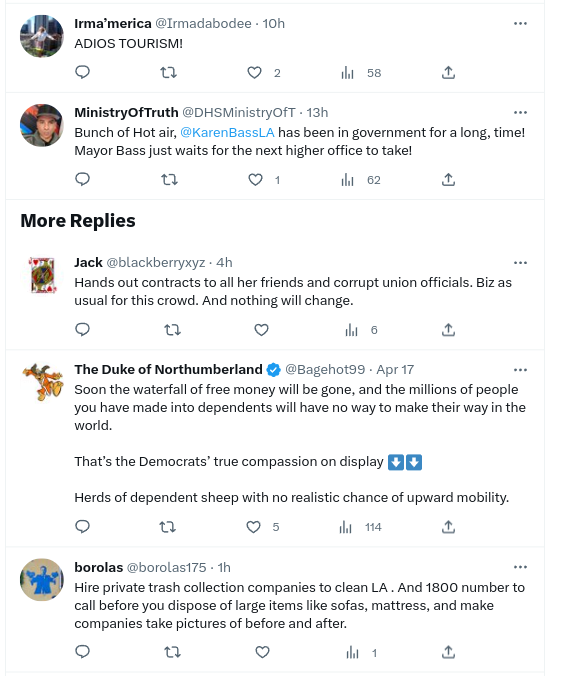 Irma’merica @Irmadabodee · 10h
ADIOS TOURISM!
2 58
MinistryOfTruth @DHSMinistryOfT · 13h
Bunch of Hot air, @KarenBassLA has been in government for a long, time!
Mayor Bass just waits for the next higher office to take!
1 62
More Replies
Jack @blackberryxyz · 4h
Hands out contracts to all her friends and corrupt union officials. Biz as
usual for this crowd. And nothing will change.
6
The Duke of Northumberland @Bagehot99 · Apr 17
Soon the waterfall of free money will be gone, and the millions of people
you have made into dependents will have no way to make their way in the
world.
That’s the Democrats’ true compassion on display ⬇️⬇️
Herds of dependent sheep with no realistic chance of upward mobility.
5 114
borolas @borolas175 · 1h
Hire private trash collection companies to clean LA . And 1800 number to
call before you dispose of large items like sofas, mattress, and make
companies take pictures of before and after.
1